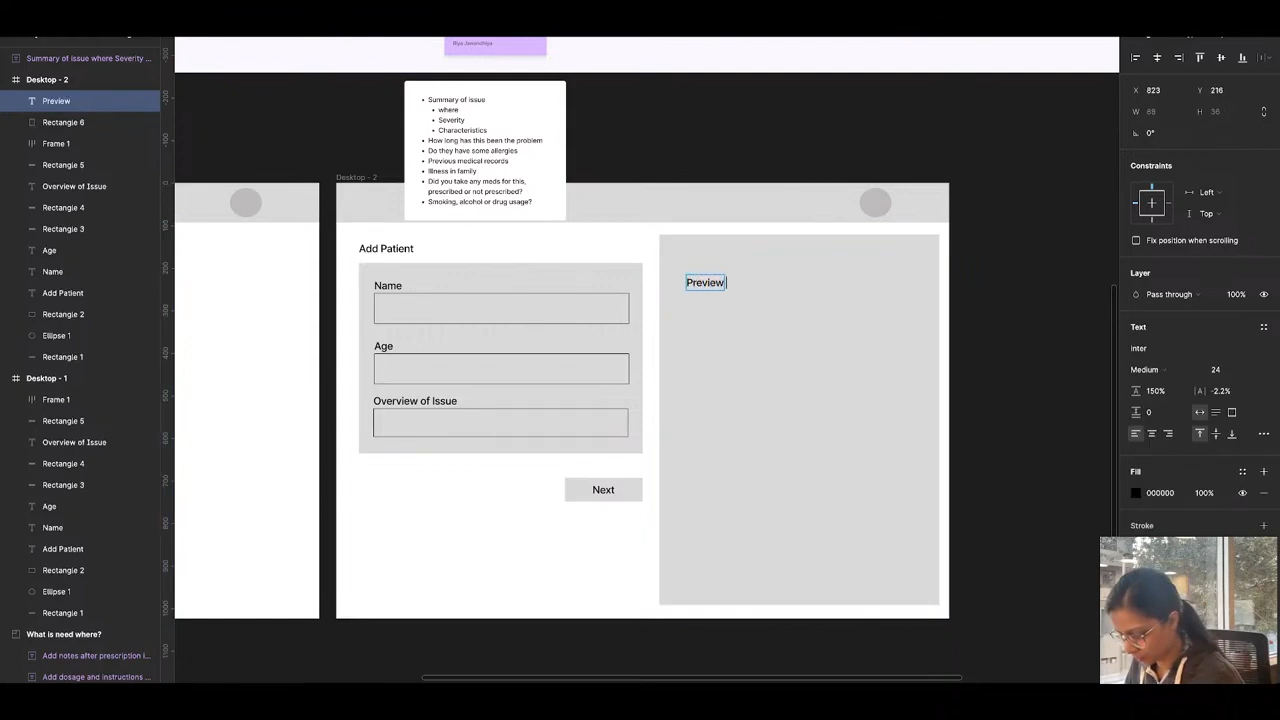 Summary of issue where Severity ...
Desktop - 2
Preview
Rectangle 6
Frame 1
Rectangle 5
Overview of Issue
Rectangle 4
Rectangle 3
Age
Name
Add Patient
Rectangle 2
Ellipse 1
Rectangle 1
Desktop - 1
Frame 1
Rectangle 5
Overview of Issue
Rectangle 4
Rectangle 3
Age
Name
Add Patient
Rectangle 2
Ellipse 1
Rectangle 1
What is need where?
Add notes after prescription i...
Add dosage and instructions ...
Riya Jawandhiya
• Summary of issue
• where
• Severity
• Characteristics
• How long has this been the problem
• Do they have some allergies
• Previous medical records
• Illness in family
• Did you take any meds for this,
prescribed or not prescribed?
• Smoking, alcohol or drug usage?
Desktop - 2
Add Patient
Name
Age
Overview of Issue
Next
Preview
X 823 Y 216
W 88 H 36
0°
Constraints
Left
Top
Fix position when scrolling
Layer
Pass through 100%
Text
Inter
Medium 24
150% -2.2%
0
Fill
000000 100%
Stroke